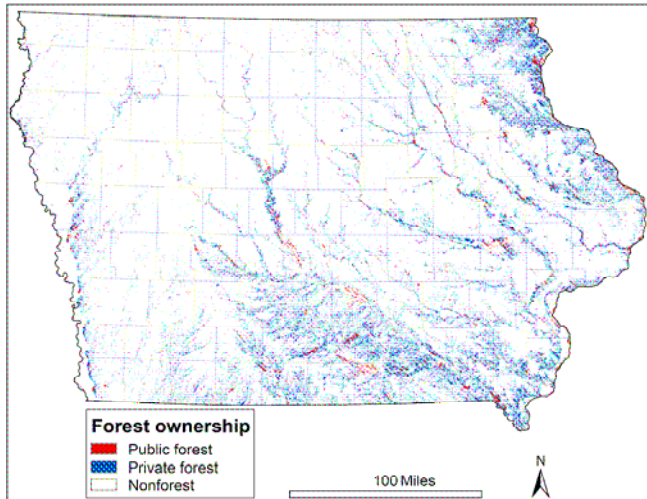 Forest ownership
Public forest
Private forest
Nonforest
100 Miles
N